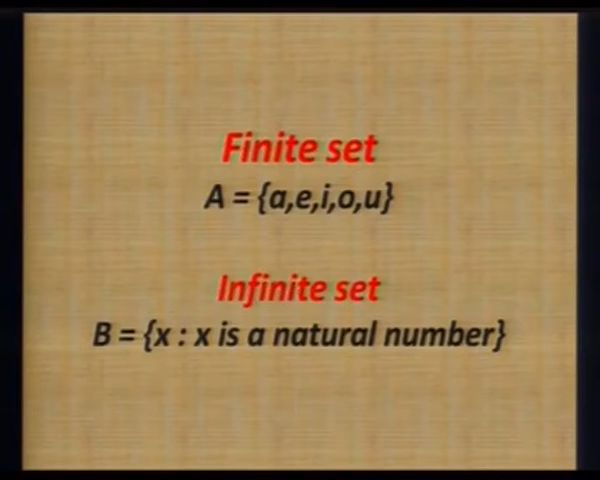 Finite set
A = {a,e,i,o,u}
Infinite set
B = {x : x is a natural number}